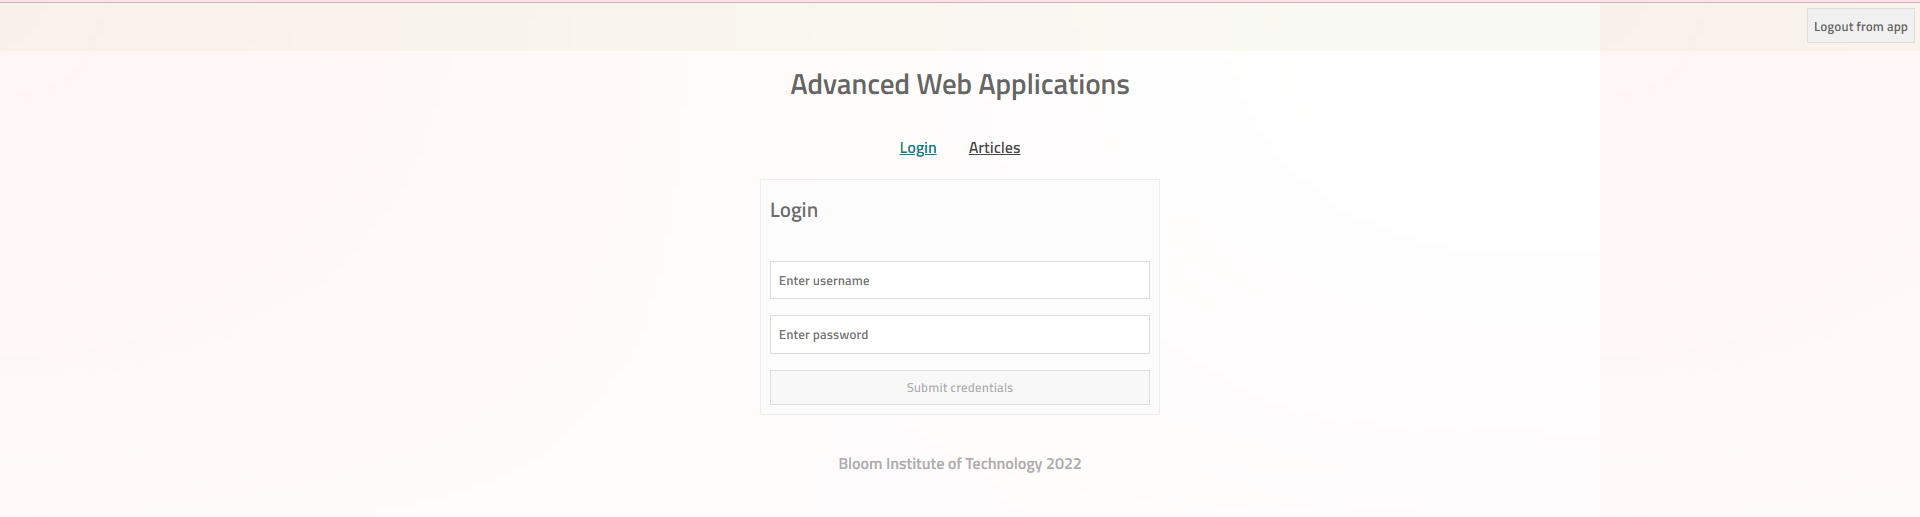 Logout from app
Advanced Web Applications
Login Articles
Login
Enter username
Enter password
Submit credentials
Bloom Institute of Technology 2022